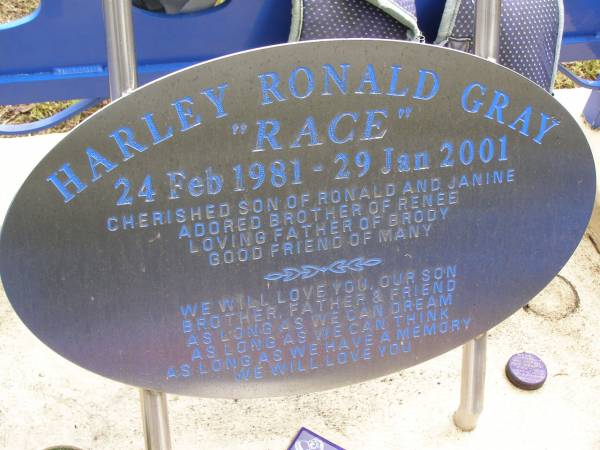 HARLEY RONALD GRAY
"RACE"
24 Feb 1981 - 29 Jan 2001
CHERISHED SON OF RONALD AND JANINE
ADORED BROTHER OF RENEE
LOVING FATHER OF BRODY
GOOD FRIEND OF MANY
WE WILL LOVE YOU, OUR SON
BROTHER, FATHER & FRIEND
AS LONG AS WE CAN DREAM
AS LONG AS WE CAN THINK
AS LONG AS WE HAVE A MEMORY
WE WILL LOVE YOU